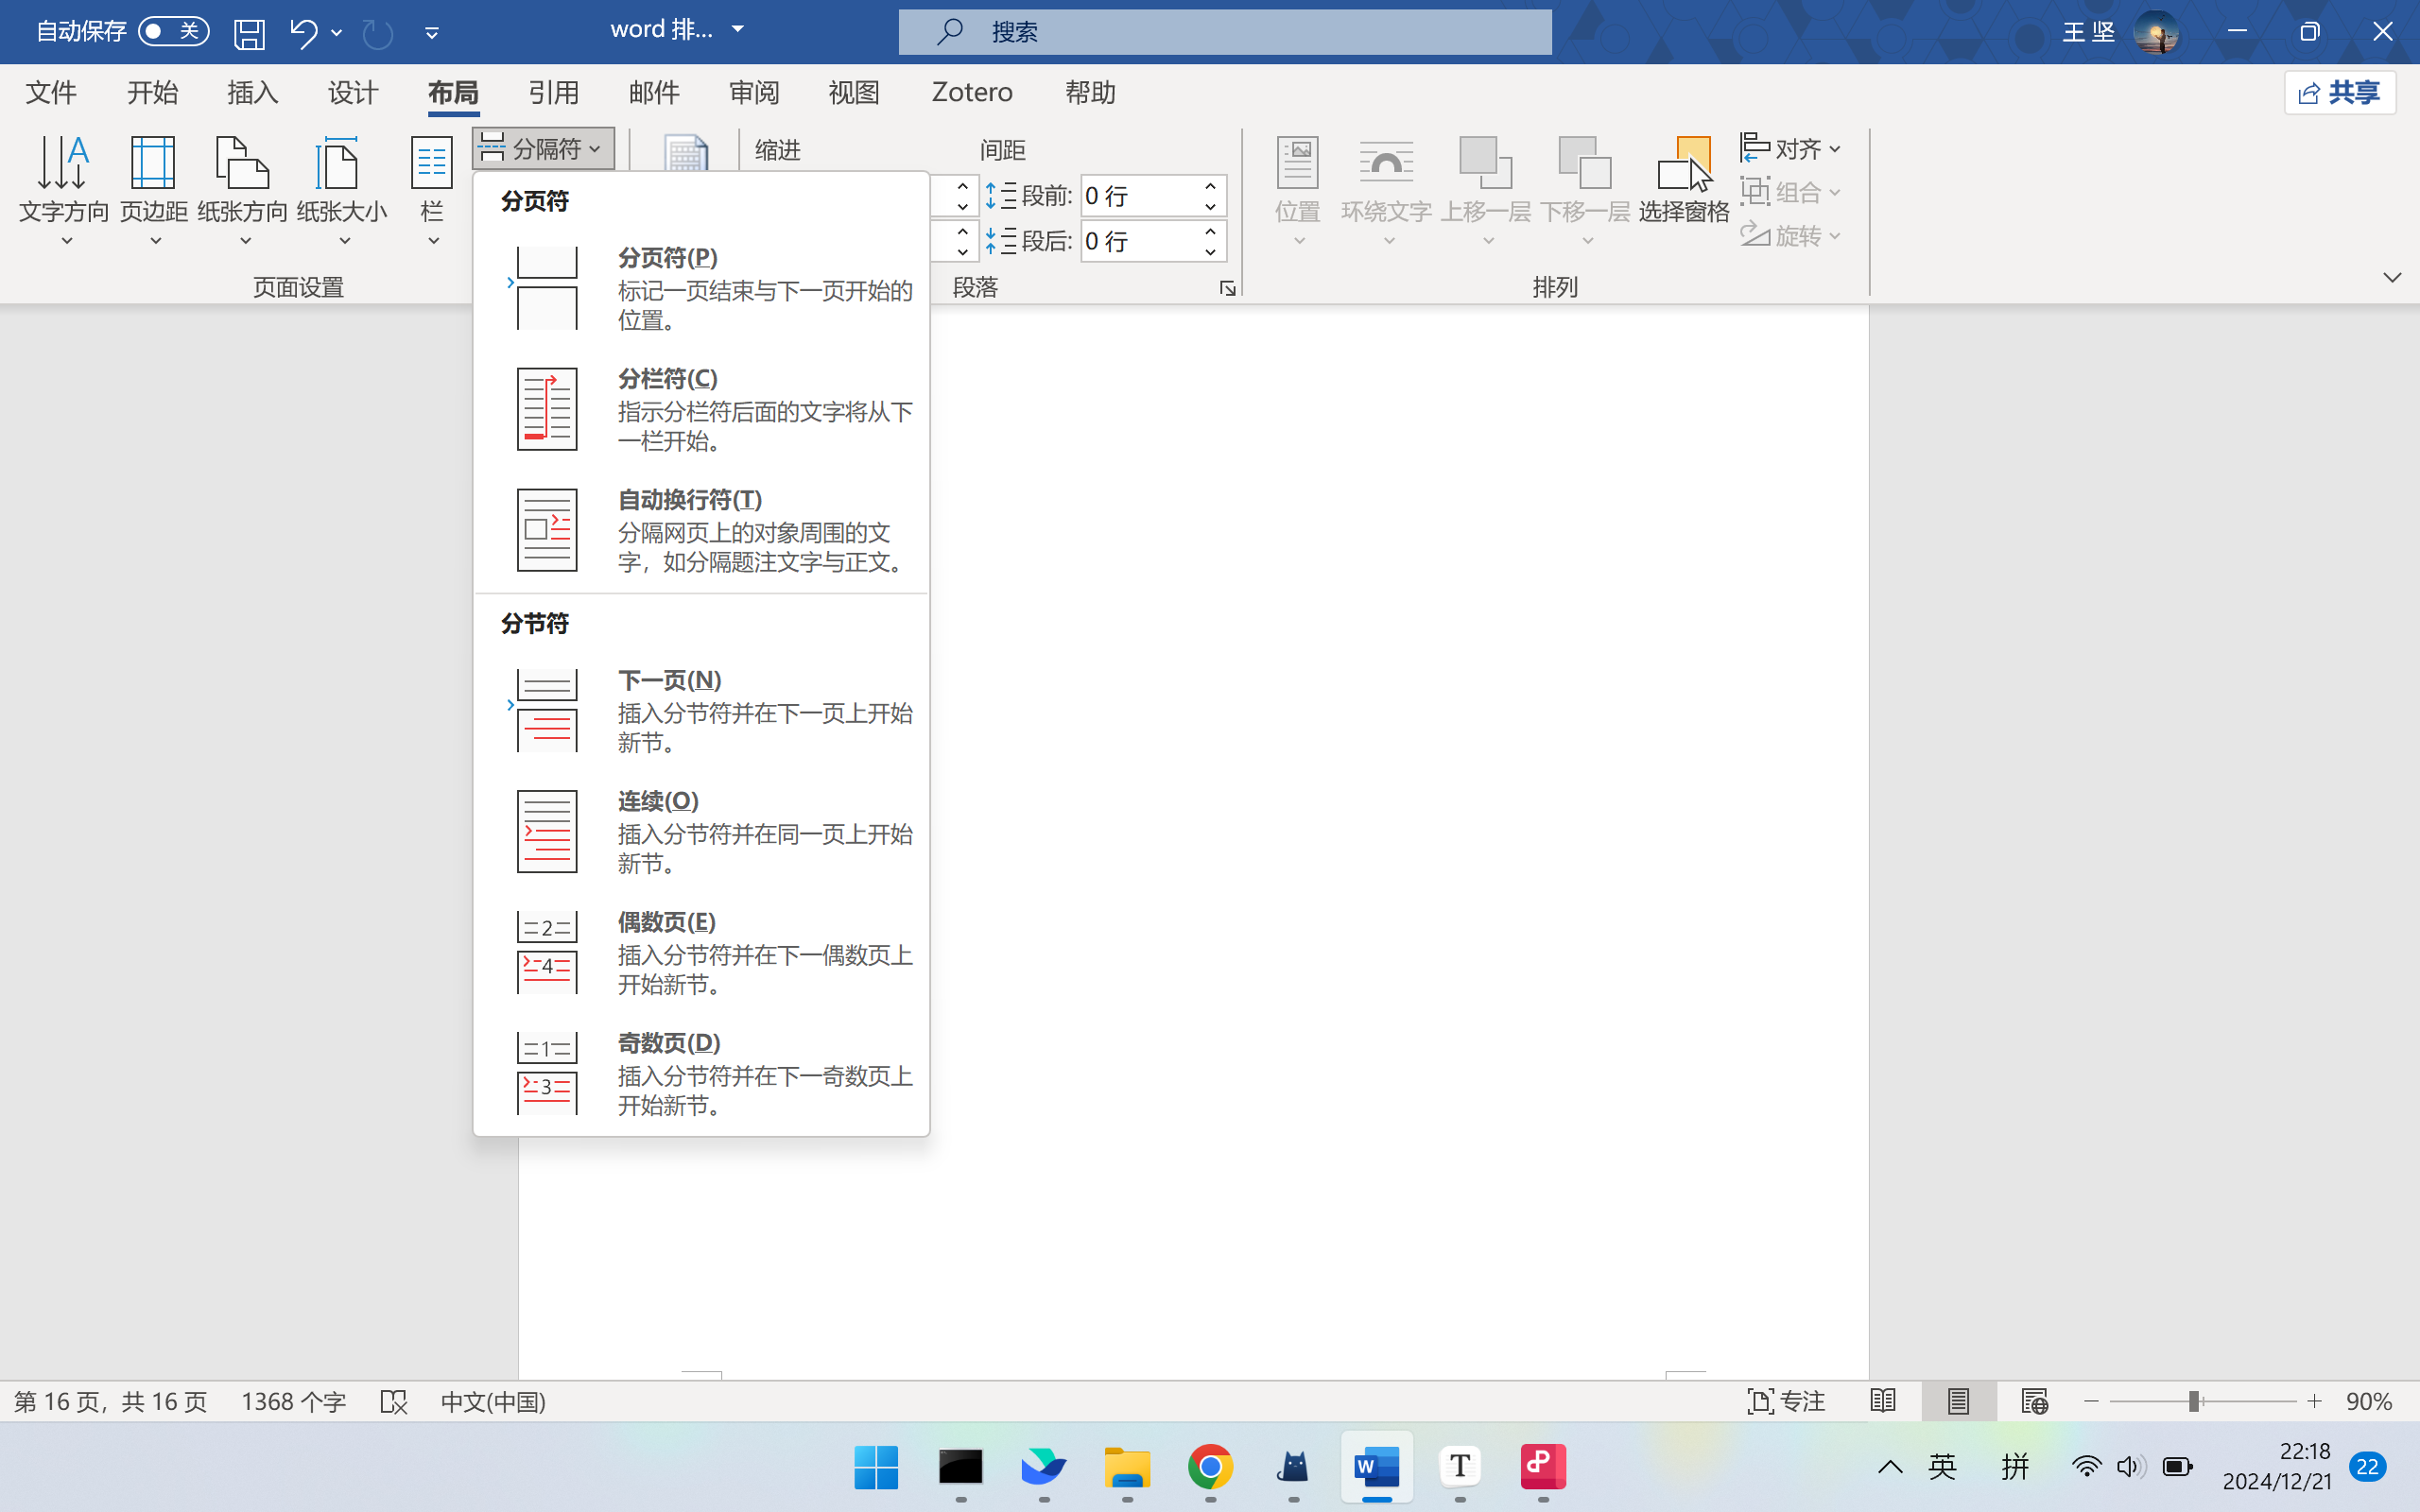 自动保存 关 word 排... 搜索 王 坚
文件 开始 插入 设计 布局 引用 邮件 审阅 视图 Zotero 帮助 共享
分隔符 缩进 间距 对齐
段前: 0 行 组合
文字方向 页边距 纸张方向 纸张大小 栏 位置 环绕文字 上移一层 下移一层 选择窗格
段后: 0 行 旋转
页面设置 段落 排列
分页符
分页符(P)
标记一页结束与下一页开始的
位置。
分栏符(C)
指示分栏符后面的文字将从下
一栏开始。
自动换行符(T)
分隔网页上的对象周围的文
字，如分隔题注文字与正文。
分节符
下一页(N)
插入分节符并在下一页上开始
新节。
连续(O)
插入分节符并在同一页上开始
新节。
2
4
偶数页(E)
插入分节符并在下一偶数页上
开始新节。
1
3
奇数页(D)
插入分节符并在下一奇数页上
开始新节。
第 16 页，共 16 页 1368 个字 中文(中国) 专注 90%
英 拼 22:18
2024/12/21 22